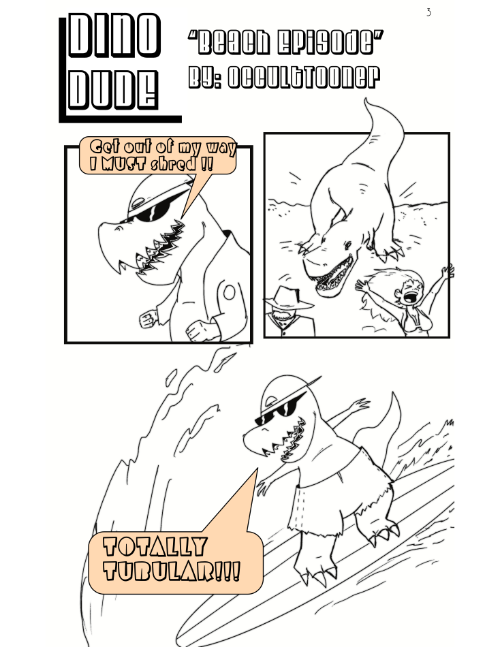 3
DINO
DUDE
"Beach Episode"
By: OccultTooner
Get out of my way
I MUST shred !!
TOTALLY
TUBULAR!!!